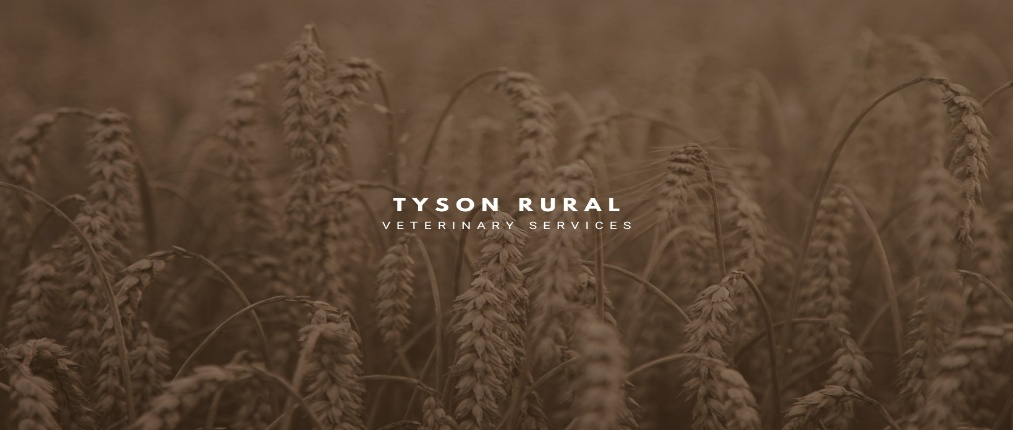 TYSON RURAL
VETERINARY SERVICES